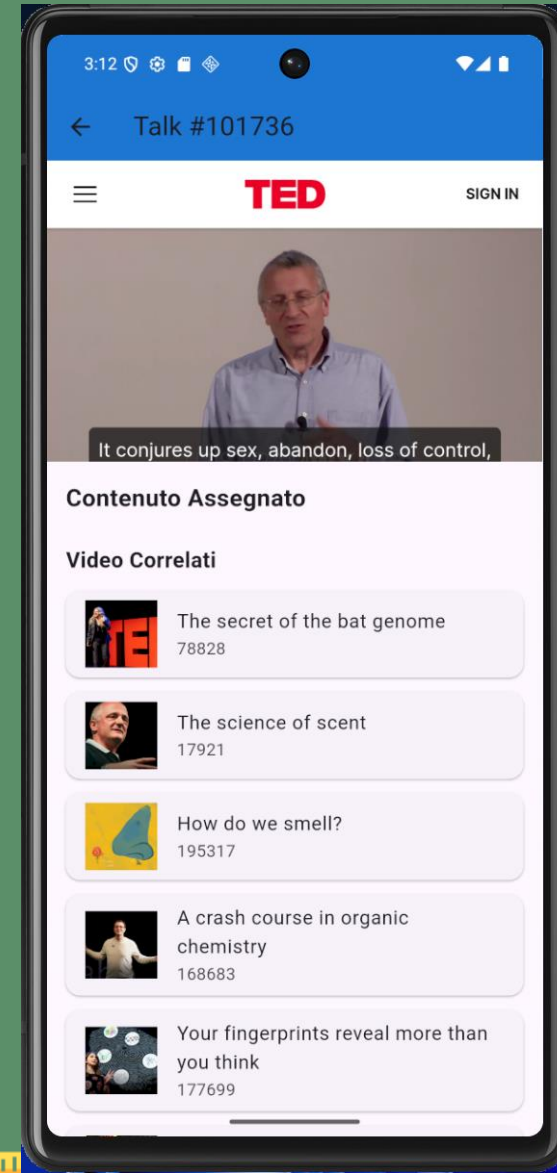 3:12
Talk #101736
TED
SIGN IN
It conjures up sex, abandon, loss of control,
Contenuto Assegnato
Video Correlati
The secret of the bat genome
78828
The science of scent
17921
How do we smell?
195317
A crash course in organic
chemistry
168683
Your fingerprints reveal more than
you think
177699